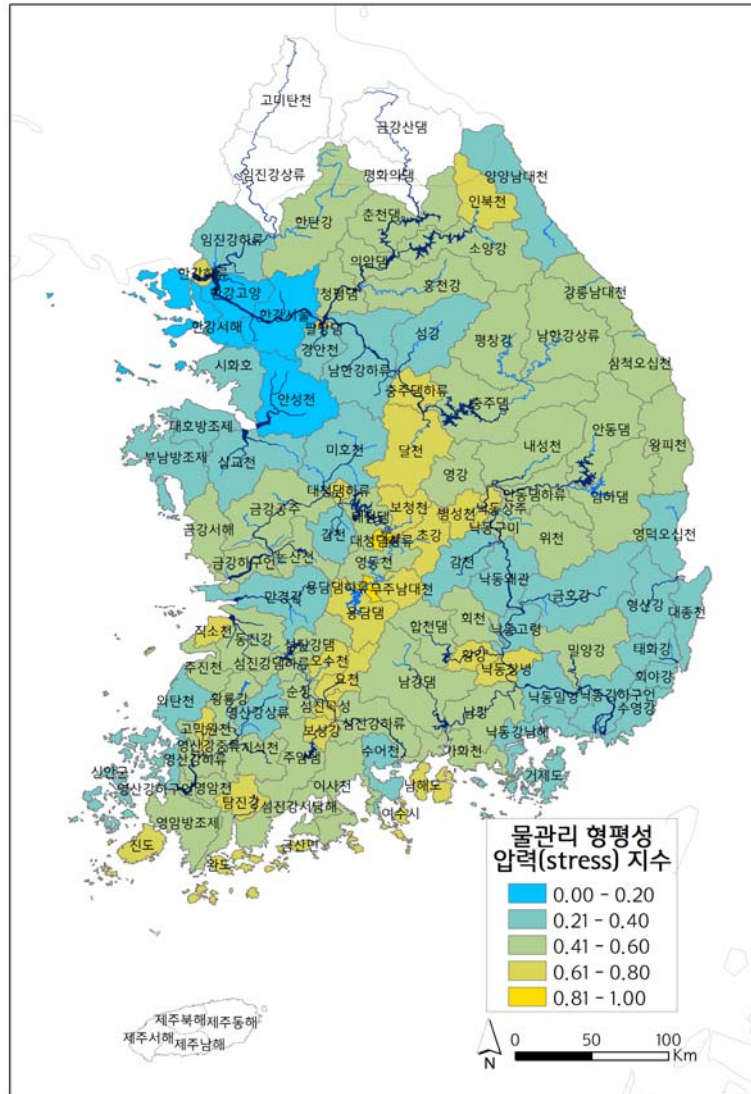 고미탄천
금강산댐
임진강상류
평화의댐
양양남대천
인북천
한탄강
춘천댐
임진강하류
소양강
의암댐
한강하류
한강고양
청평댐
홍천강
강릉남대천
한강서울
한강서해
팔당댐
섬강
경안천
평창강
남한강상류
시화호
남한강하류
삼척오십천
충주댐하류
안성천
충주댐
대호방조제
미호천
달천
안동댐
내성천
왕피천
부남방조제
삽교천
영강
대청댐하류
안동댐하류
임하댐
금강공주
보청천
병성천
낙동상주
대청댐
금강서해
갑천
초강
낙동구미
위천
영덕오십천
논산천
영동천
감천
금강하구언
낙동왜관
용담댐하류
무주남대천
만경강
금호강
형산강
용담댐
대종천
합천댐
회천
낙동고령
직소천
동진강
섬진강댐
밀양강
태화강
주진천
섬진강댐하류
오수천
황강
낙동창녕
회야강
와탄천
황룡강
순창
요천
남강댐
영산강상류
섬진곡성
낙동밀양
낙동강하구언
고막원천
보성강
섬진강하류
남강
수영강
영산강중류
지석천
낙동강남해
영산강하류
주암댐
수어천
가화천
거제도
신안군
영산강하구언
영암천
이사천
탐진강
섬진강서남해
남해도
영암방조제
여수시
진도
완도
금산면
물관리 형평성
압력(stress) 지수
0.00 - 0.20
0.21 - 0.40
0.41 - 0.60
0.61 - 0.80
0.81 - 1.00
제주북해
제주동해
제주서해
제주남해
N
0 50 100
Km